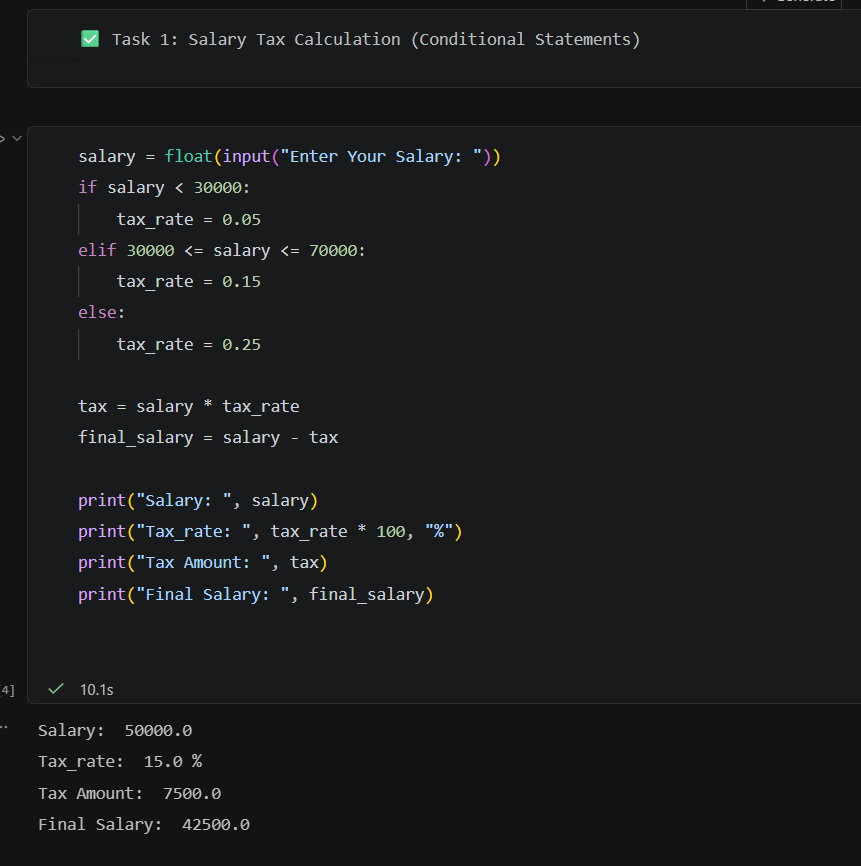 ✅ Task 1: Salary Tax Calculation (Conditional Statements)
salary = float(input("Enter Your Salary: "))
if salary < 30000:
    tax_rate = 0.05
elif 30000 <= salary <= 70000:
    tax_rate = 0.15
else:
    tax_rate = 0.25
tax = salary * tax_rate
final_salary = salary - tax
print("Salary: ", salary)
print("Tax_rate: ", tax_rate * 100, "%")
print("Tax Amount: ", tax)
print("Final Salary: ", final_salary)
4] 10.1s
Salary:  50000.0
Tax_rate:  15.0 %
Tax Amount:  7500.0
Final Salary:  42500.0